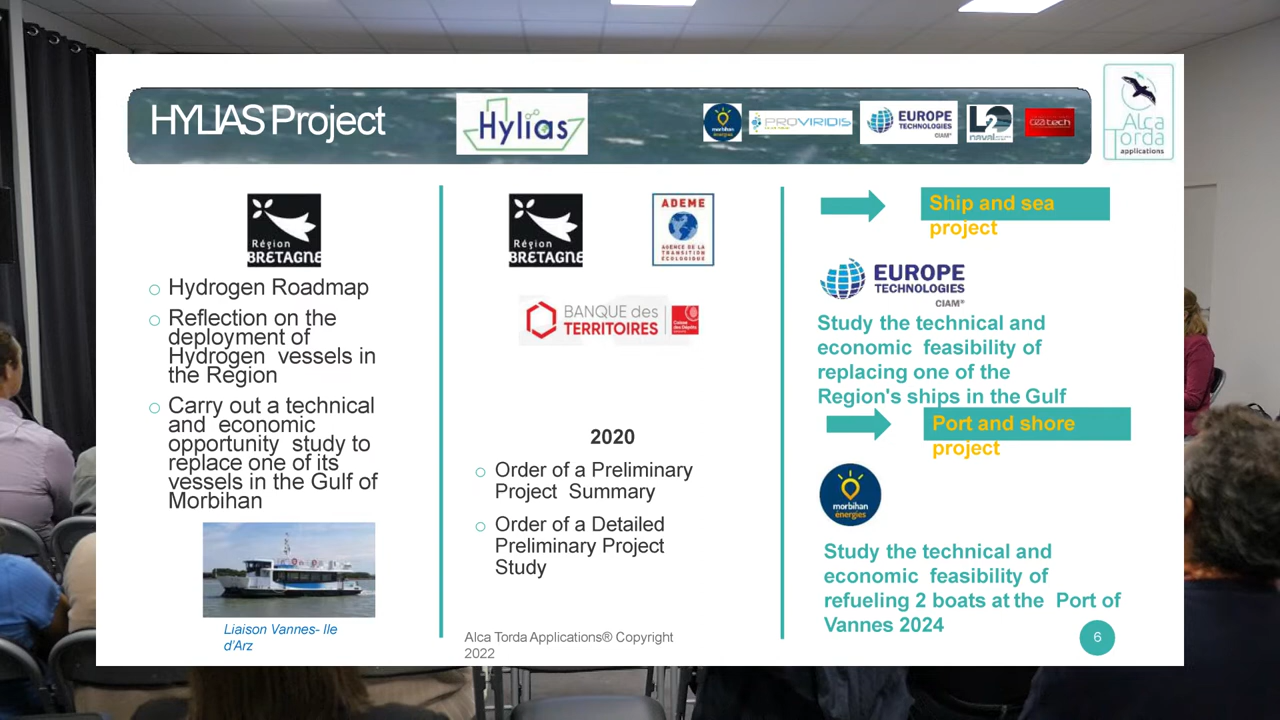 HYLIAS Project
Hylias
morbihan
énergies
PROVIRIDIS
EUROPE
TECHNOLOGIES
CIAM®
L2
naval
tech
Alca
Torda
applications
Région
BRETAGNE
Hydrogen Roadmap
Reflection on the
deployment of
Hydrogen vessels in
the Region
Carry out a technical
and economic
opportunity study to
replace one of its
vessels in the Gulf of
Morbihan
Liaison Vannes- Ile
d'Arz
Région
BRETAGNE
ADEME
AGENCE DE LA
TRANSITION
ÉCOLOGIQUE
BANQUE des
TERRITOIRES
Caisse
des Dépôts
2020
Order of a Preliminary
Project Summary
Order of a Detailed
Preliminary Project
Study
Alca Torda Applications® Copyright
2022
Ship and sea
project
EUROPE
TECHNOLOGIES
CIAM®
Study the technical and
economic feasibility of
replacing one of the
Region's ships in the Gulf
Port and shore
project
morbihan
énergies
Study the technical and
economic feasibility of
refueling 2 boats at the Port of
Vannes 2024
6